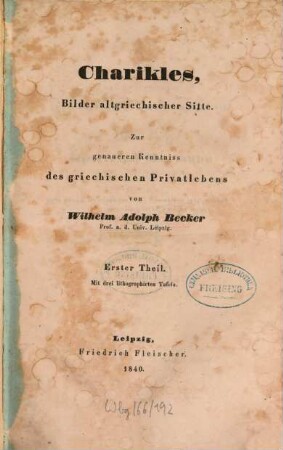 Charikles,
Bilder altgriechischer Sitte.
Zur
genaueren Kenntniss
des griechischen Privatlebens
von
Wilhelm Adolph Becker
Prof. a. d. Univ. Leipzig.
Erster Theil.
Mit drei lithographirten Tafeln.
Leipzig,
Friedrich Fleischer.
1840.